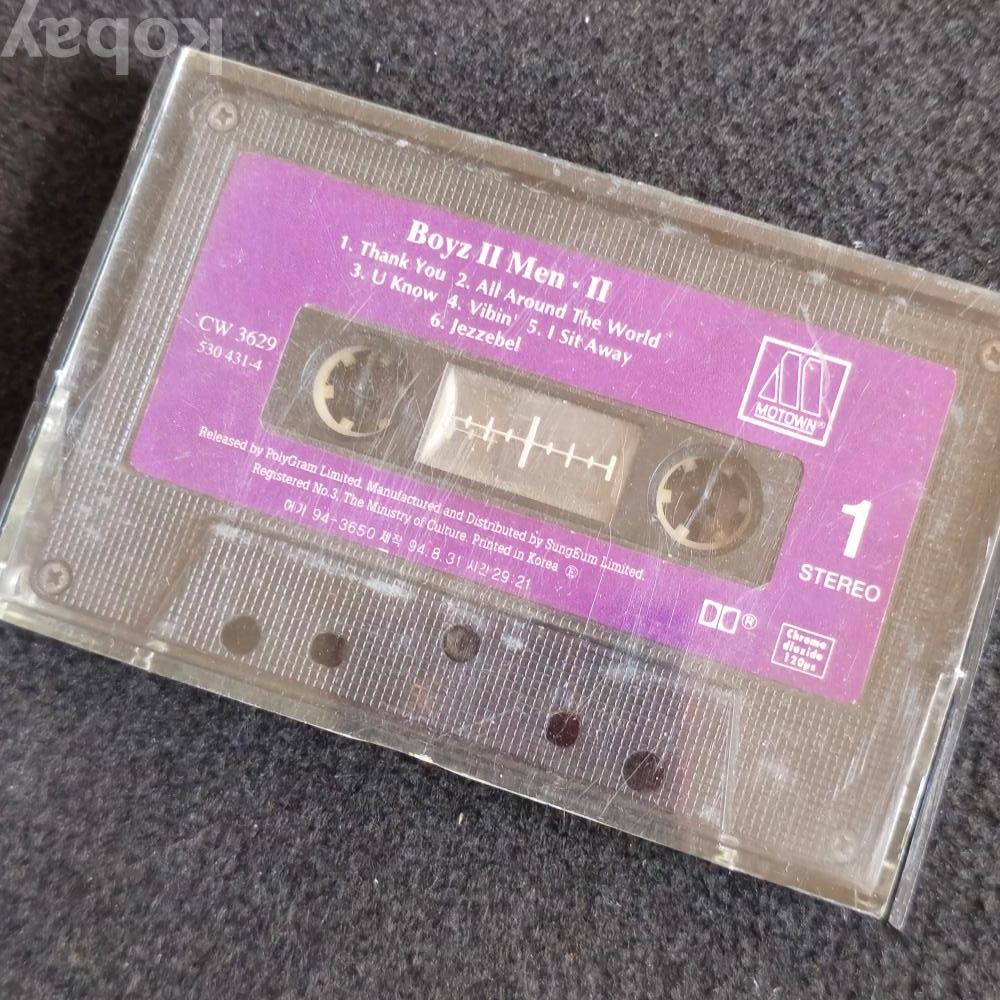 kobay
Boyz II Men · II
1. Thank You 2. All Around The World
3. U Know 4. Vibin' 5. I Sit Away
6. Jezzebel
CW 3629
530 431-4
MOTOWN®
Released by PolyGram Limited. Manufactured and Distributed by SungEum Limited.
Registered No.3, The Ministry of Culture. Printed in Korea Ⓔ
허가 94-3650 제작 94.8.31 시간 29:21
1
STEREO
®
Chrome
dioxide
120µs